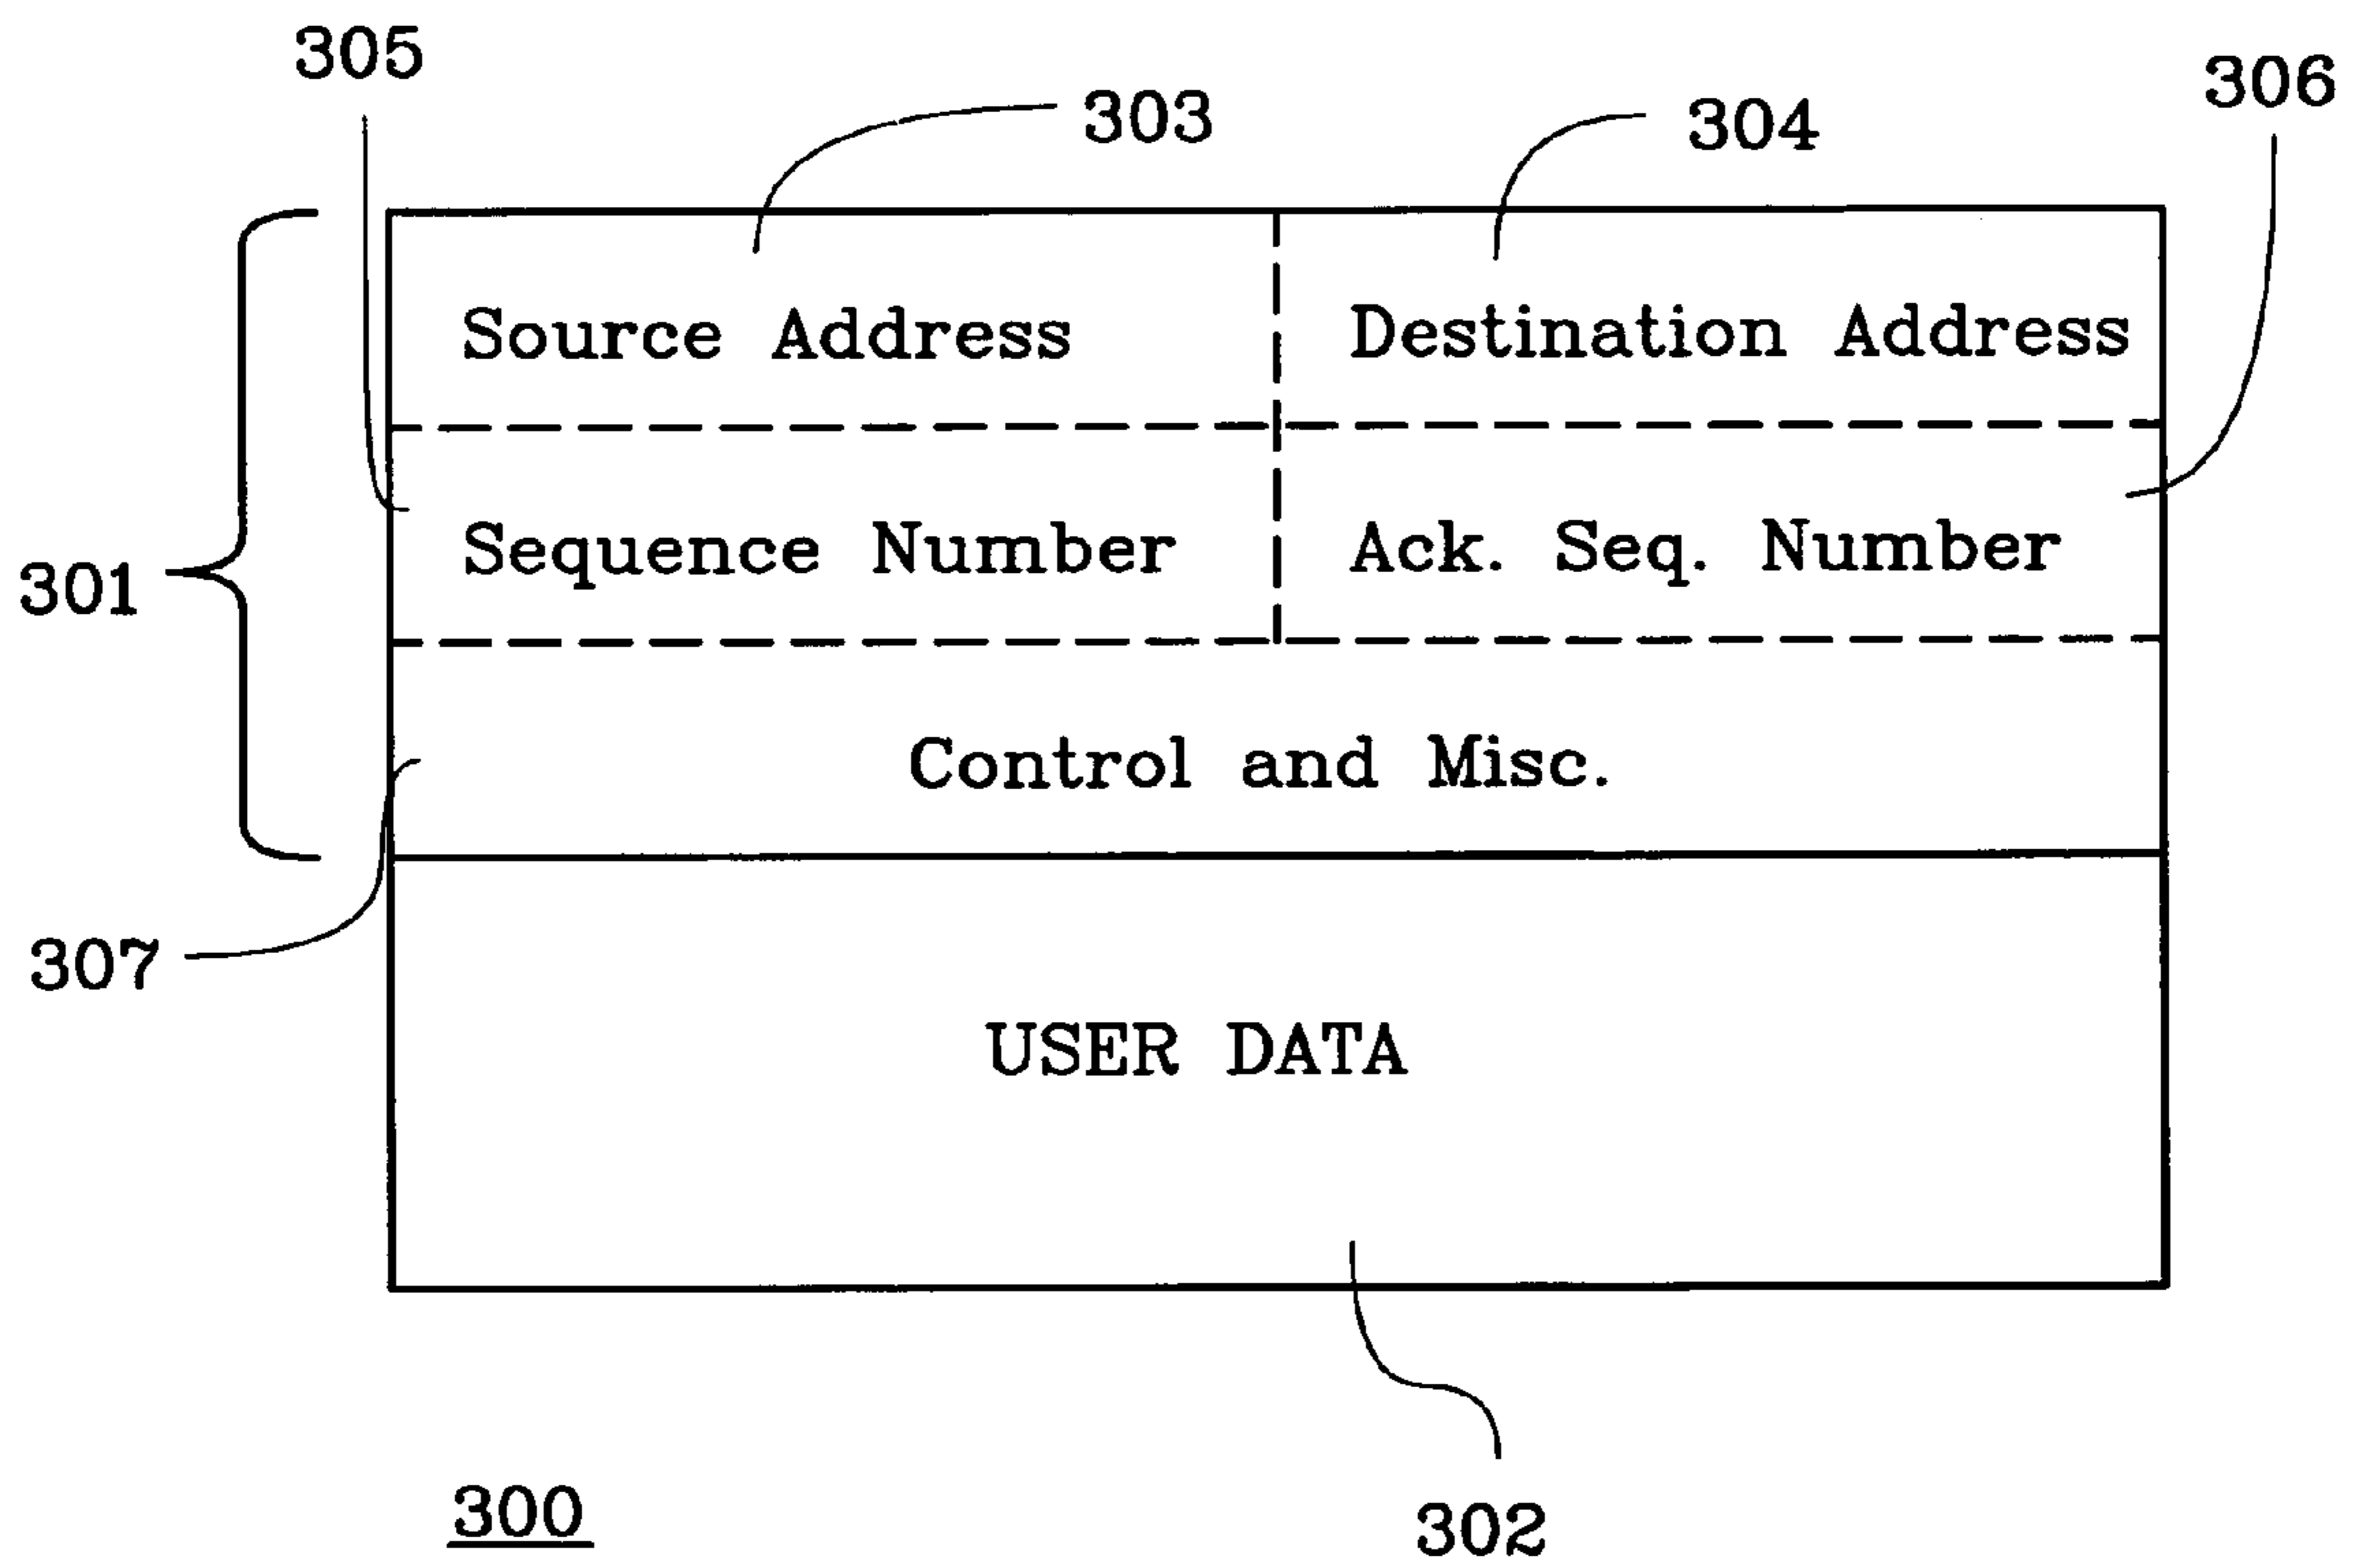 305
303
304
306
Source Address
Destination Address
301
Sequence Number
Ack. Seq. Number
Control and Misc.
307
USER DATA
300
302